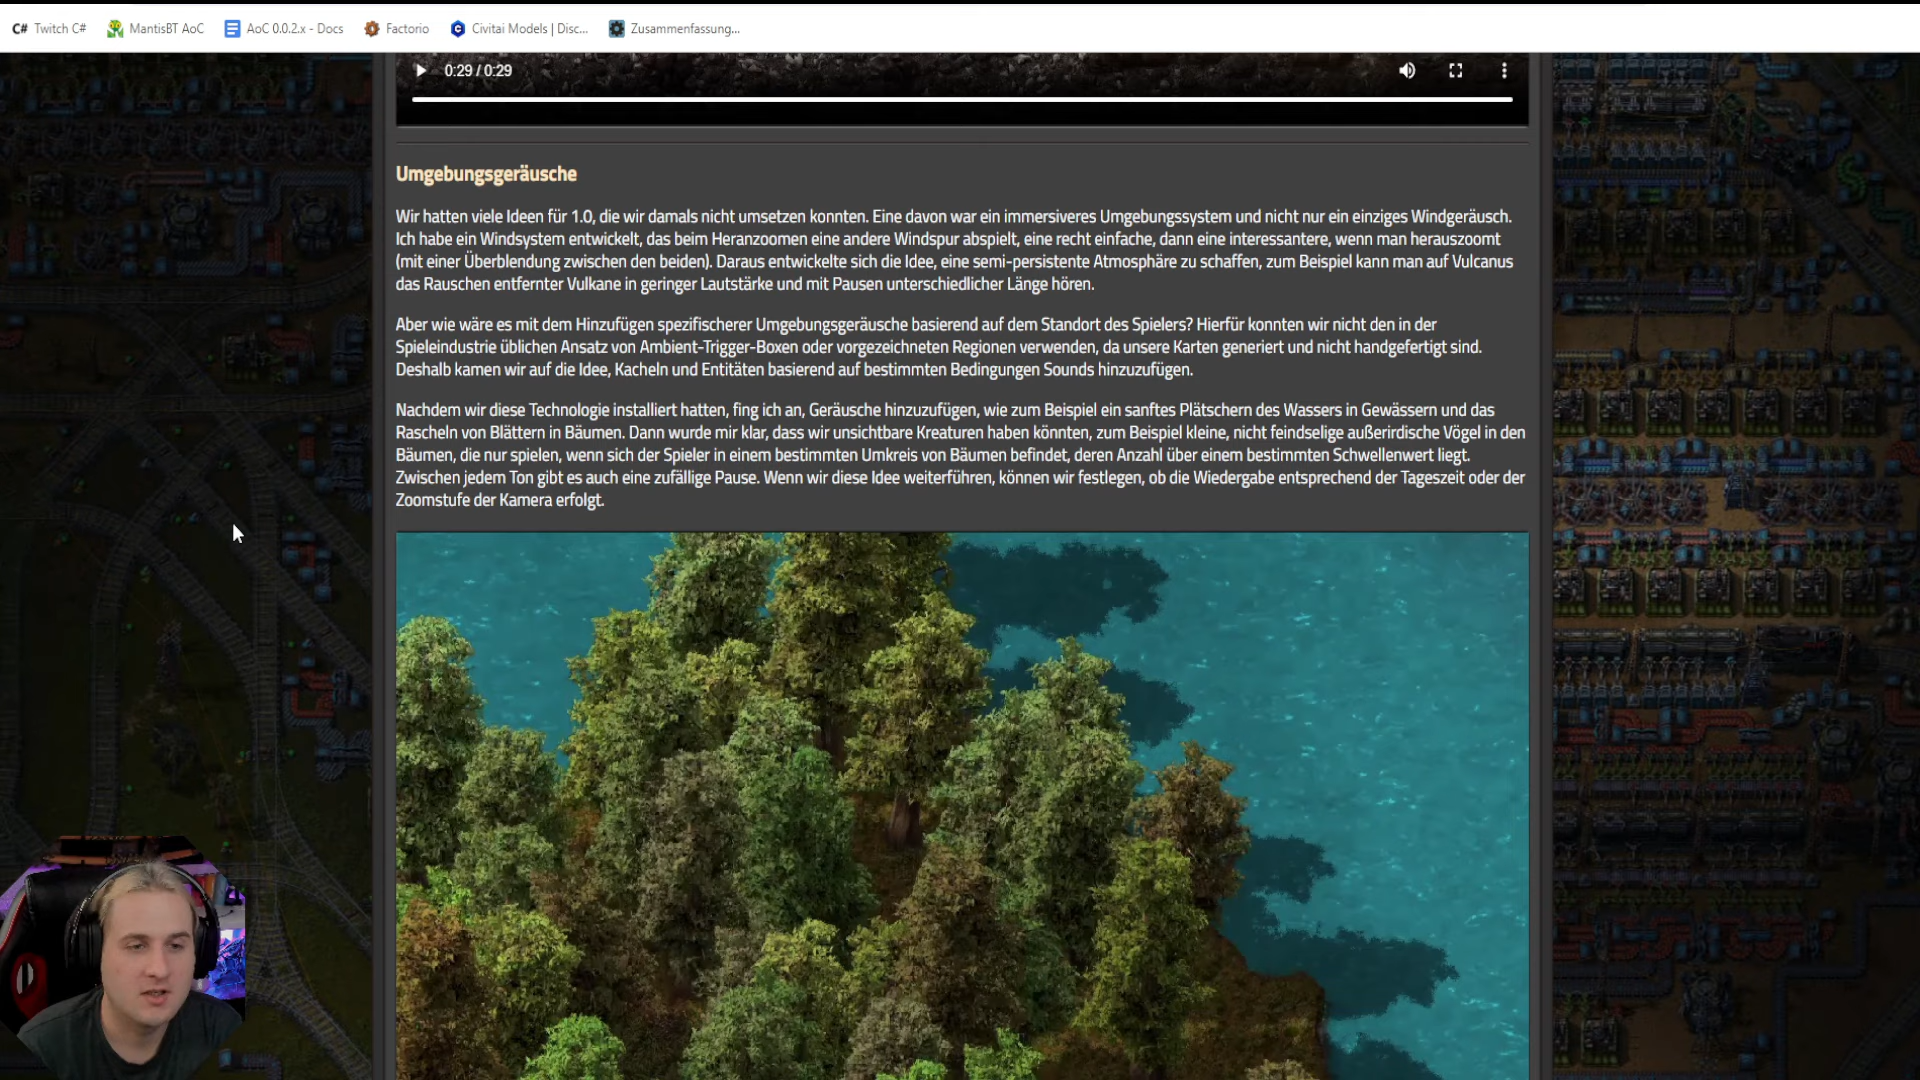 C# Twitch C# MantisBT AoC AoC 0.0.2.x - Docs Factorio Civitai Models | Disc... Zusammenfassung...
0:29 / 0:29
Umgebungsgeräusche
Wir hatten viele Ideen für 1.0, die wir damals nicht umsetzen konnten. Eine davon war ein immersiveres Umgebungssystem und nicht nur ein einziges Windgeräusch.
Ich habe ein Windsystem entwickelt, das beim Heranzoomen eine andere Windspur abspielt, eine recht einfache, dann eine interessantere, wenn man herauszoomt
(mit einer Überblendung zwischen den beiden). Daraus entwickelte sich die Idee, eine semi-persistente Atmosphäre zu schaffen, zum Beispiel kann man auf Vulcanus
das Rauschen entfernter Vulkane in geringer Lautstärke und mit Pausen unterschiedlicher Länge hören.
Aber wie wäre es mit dem Hinzufügen spezifischerer Umgebungsgeräusche basierend auf dem Standort des Spielers? Hierfür konnten wir nicht den in der
Spieleindustrie üblichen Ansatz von Ambient-Trigger-Boxen oder vorgezeichneten Regionen verwenden, da unsere Karten generiert und nicht handgefertigt sind.
Deshalb kamen wir auf die Idee, Kacheln und Entitäten basierend auf bestimmten Bedingungen Sounds hinzuzufügen.
Nachdem wir diese Technologie installiert hatten, fing ich an, Geräusche hinzuzufügen, wie zum Beispiel ein sanftes Plätschern des Wassers in Gewässern und das
Rascheln von Blättern in Bäumen. Dann wurde mir klar, dass wir unsichtbare Kreaturen haben könnten, zum Beispiel kleine, nicht feindselige außerirdische Vögel in den
Bäumen, die nur spielen, wenn sich der Spieler in einem bestimmten Umkreis von Bäumen befindet, deren Anzahl über einem bestimmten Schwellenwert liegt.
Zwischen jedem Ton gibt es auch eine zufällige Pause. Wenn wir diese Idee weiterführen, können wir festlegen, ob die Wiedergabe entsprechend der Tageszeit oder der
Zoomstufe der Kamera erfolgt.